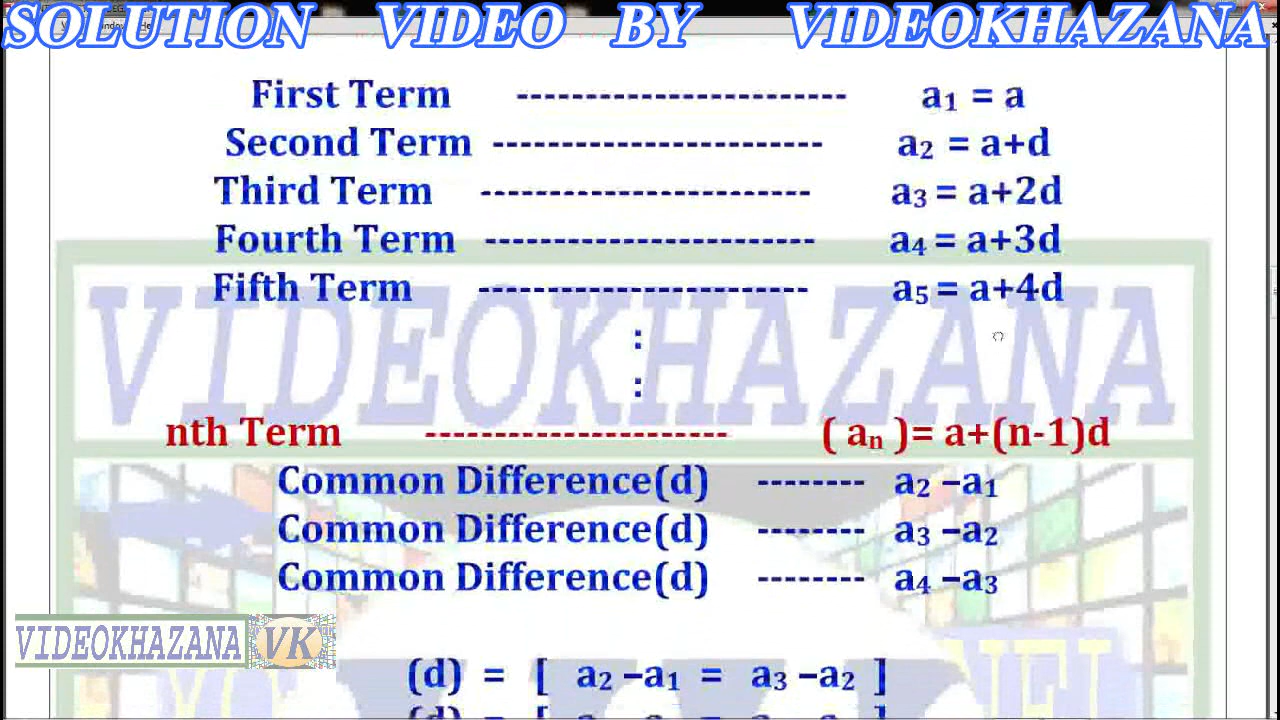 SOLUTION VIDEO BY VIDEOKHAZANA
First Term ------------------------ a₁ = a
Second Term ------------------------ a₂ = a+d
Third Term ------------------------ a₃ = a+2d
Fourth Term ------------------------ a₄ = a+3d
Fifth Term ------------------------ a₅ = a+4d
:
:
VIDEOKHAZANA
nth Term ---------------------- ( aₙ )= a+(n-1)d
Common Difference(d) -------- a₂ –a₁
Common Difference(d) -------- a₃ –a₂
Common Difference(d) -------- a₄ –a₃
VIDEOKHAZANA VK
(d) = [ a₂ –a₁ = a₃ –a₂ ]